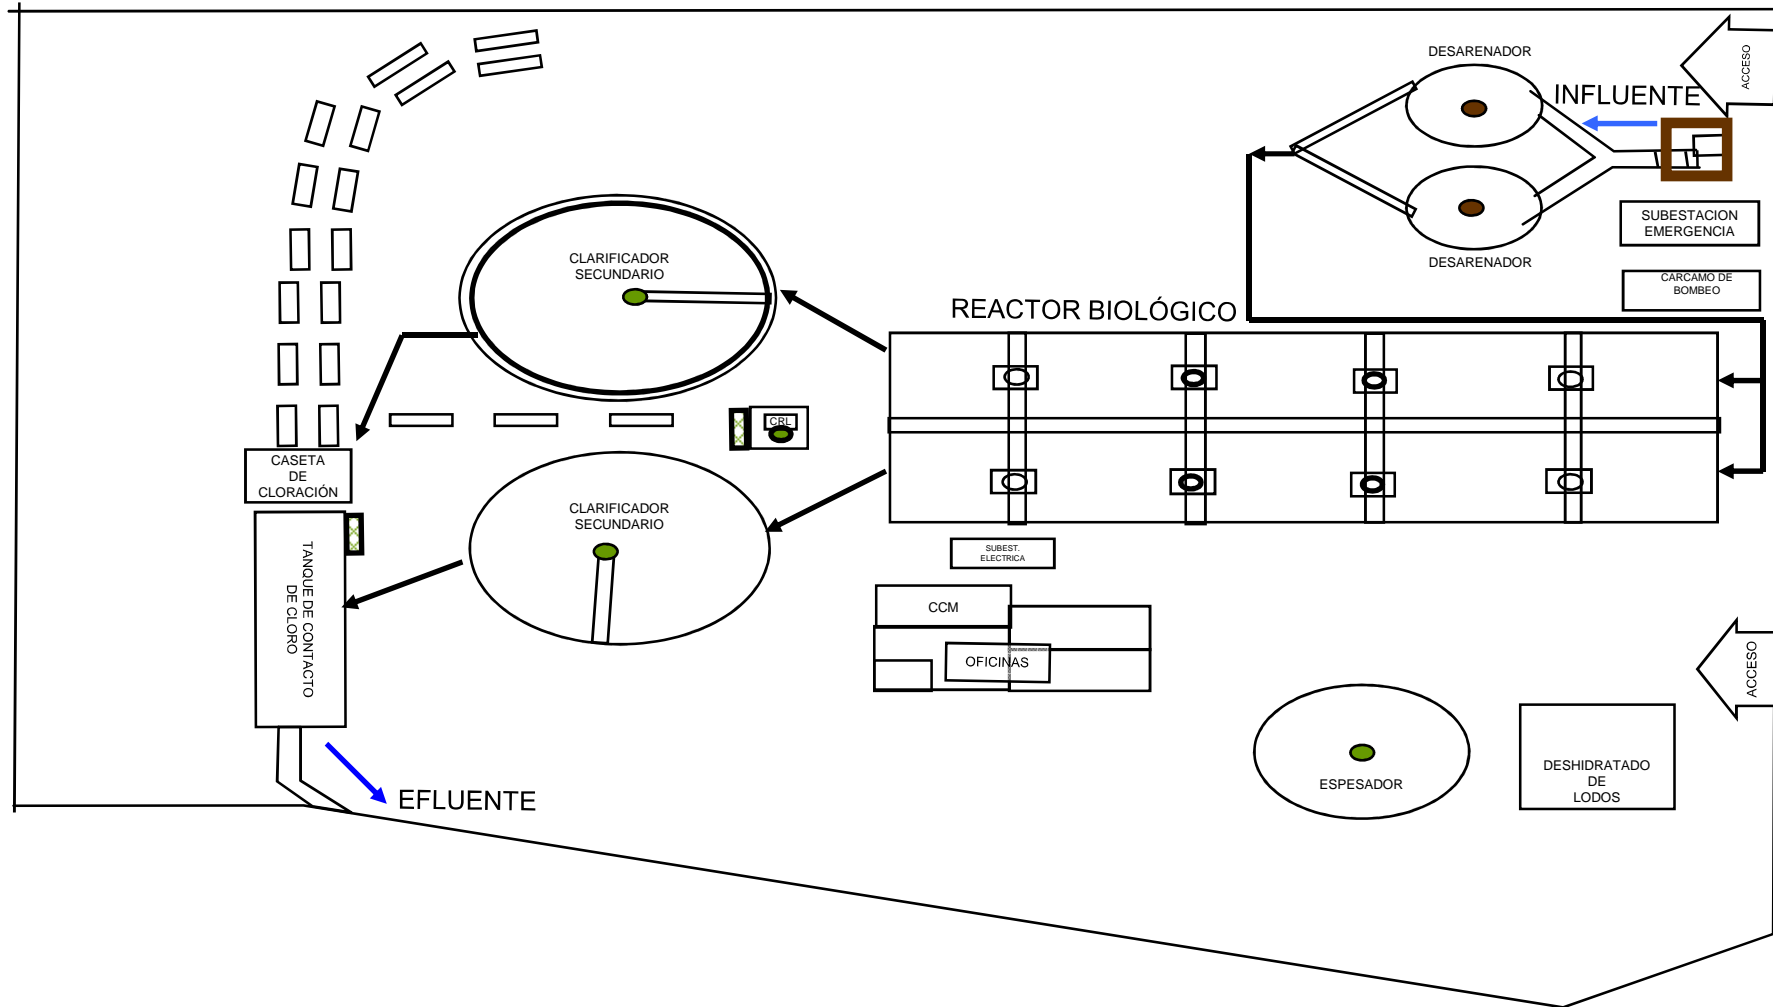 ACCESO
DESARENADOR
INFLUENTE
SUBESTACION
EMERGENCIA
DESARENADOR
CARCAMO DE
BOMBEO
CLARIFICADOR
SECUNDARIO
REACTOR BIOLÓGICO
CRL
CASETA
DE
CLORACIÓN
CLARIFICADOR
SECUNDARIO
TANQUE DE CONTACTO
DE CLORO
SUBEST.
ELECTRICA
CCM
OFICINAS
ACCESO
ESPESADOR
DESHIDRATADO
DE
LODOS
EFLUENTE